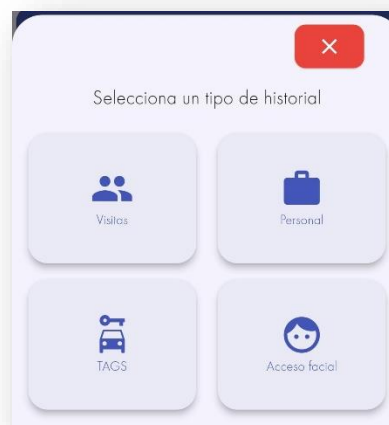 Selecciona un tipo de historial
Visitas
Personal
TAGS
Acceso facial